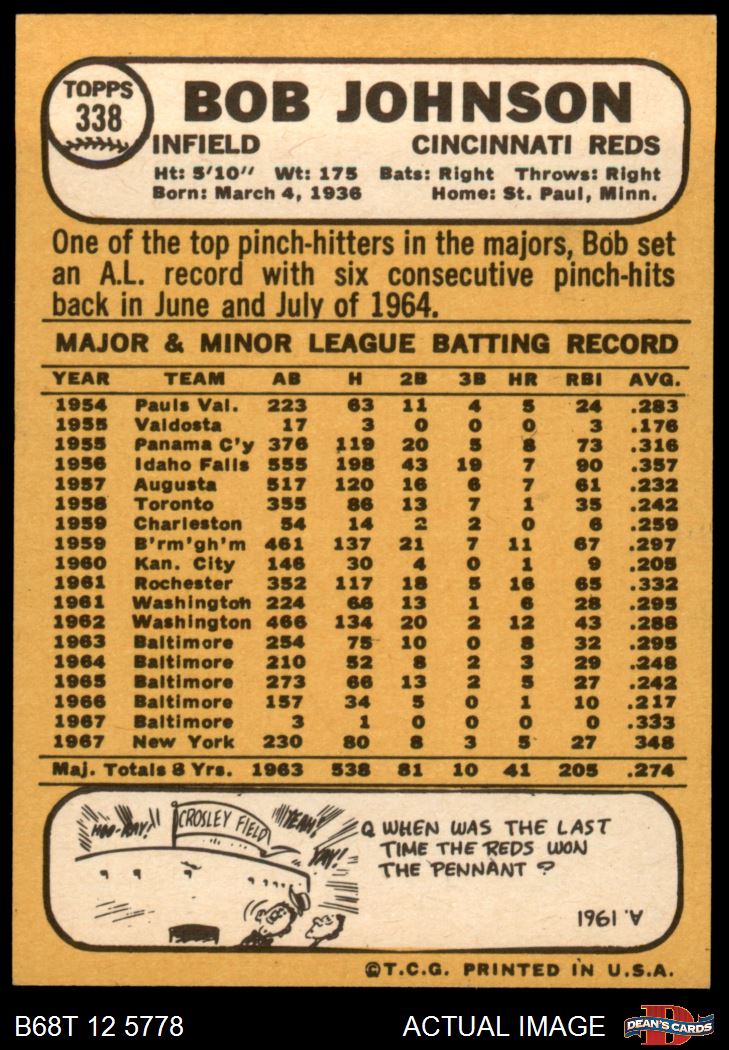 TOPPS
338
BOB JOHNSON
INFIELD CINCINNATI REDS
Ht: 5'10" Wt: 175 Bats: Right Throws: Right
Born: March 4, 1936 Home: St. Paul, Minn.
One of the top pinch-hitters in the majors, Bob set
an A.L. record with six consecutive pinch-hits
back in June and July of 1964.
MAJOR & MINOR LEAGUE BATTING RECORD
YEAR TEAM AB H 2B 3B HR RBI AVG.
1954 Pauls Val. 223 63 11 4 5 24 .283
1955 Valdosta 17 3 0 0 0 3 .176
1955 Panama C'y 376 119 20 5 8 73 .316
1956 Idaho Falls 555 198 43 19 7 90 .357
1957 Augusta 517 120 16 6 7 61 .232
1958 Toronto 355 86 13 7 1 35 .242
1959 Charleston 54 14 2 2 0 6 .259
1959 B'rm'gh'm 461 137 21 7 11 67 .297
1960 Kan. City 146 30 4 0 1 9 .205
1961 Rochester 352 117 18 5 16 65 .332
1961 Washington 224 66 13 1 6 28 .295
1962 Washington 466 134 20 2 12 43 .288
1963 Baltimore 254 75 10 0 8 32 .295
1964 Baltimore 210 52 8 2 3 29 .248
1965 Baltimore 273 66 13 2 5 27 .242
1966 Baltimore 157 34 5 0 1 10 .217
1967 Baltimore 3 1 0 0 0 0 .333
1967 New York 230 80 8 3 5 27 348
Maj. Totals 8 Yrs. 1963 538 81 10 41 205 .274
HOO-RAY!
CROSLEY FIELD
YEAH!
YAY!
Q WHEN WAS THE LAST
TIME THE REDS WON
THE PENNANT ?
A. 1961
©T.C.G. PRINTED IN U.S.A.
B68T 12 5778 ACTUAL IMAGE
D
DEAN'S CARDS